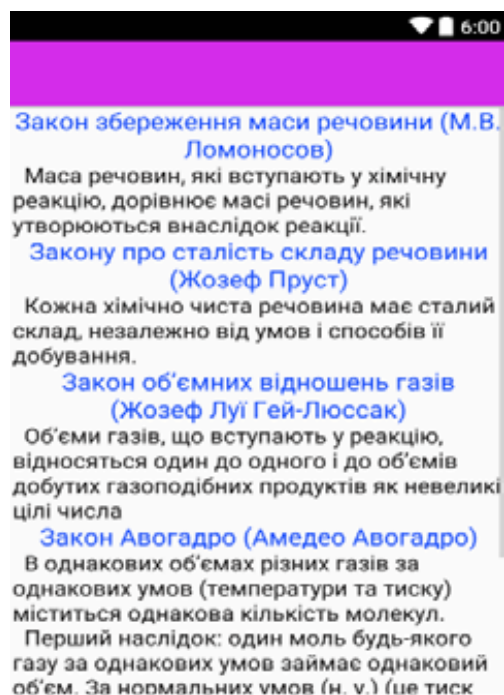 6:00
Закон збереження маси речовини (М.В.
Ломоносов)
Маса речовин, які вступають у хімічну
реакцію, дорівнює масі речовин, які
утворюються внаслідок реакції.
Закону про сталість складу речовини
(Жозеф Пруст)
Кожна хімічно чиста речовина має сталий
склад, незалежно від умов і способів її
добування.
Закон об’ємних відношень газів
(Жозеф Луї Гей-Люссак)
Об’єми газів, що вступають у реакцію,
відносяться один до одного і до об’ємів
добутих газоподібних продуктів як невеликі
цілі числа
Закон Авогадро (Амедео Авогадро)
В однакових об’ємах різних газів за
однакових умов (температури та тиску)
міститься однакова кількість молекул.
Перший наслідок: один моль будь-якого
газу за однакових умов займає однаковий
об’єм. За нормальних умов (н. у.) (це тиск